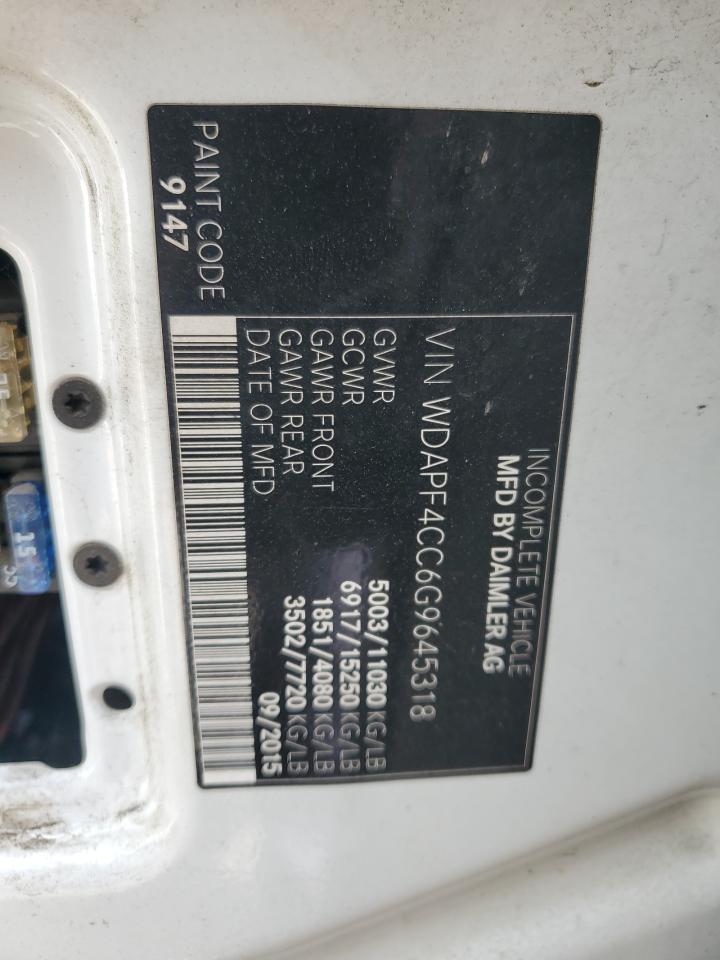 INCOMPLETE VEHICLE
MFD BY DAIMLER AG
VIN WDAPF4CC6G9645318
GVWR 5003/11030 KG/LB
GCWR 6917/15250 KG/LB
GAWR FRONT 1851/4080 KG/LB
GAWR REAR 3502/7720 KG/LB
DATE OF MFD 09/2015
PAINT CODE
9147
15